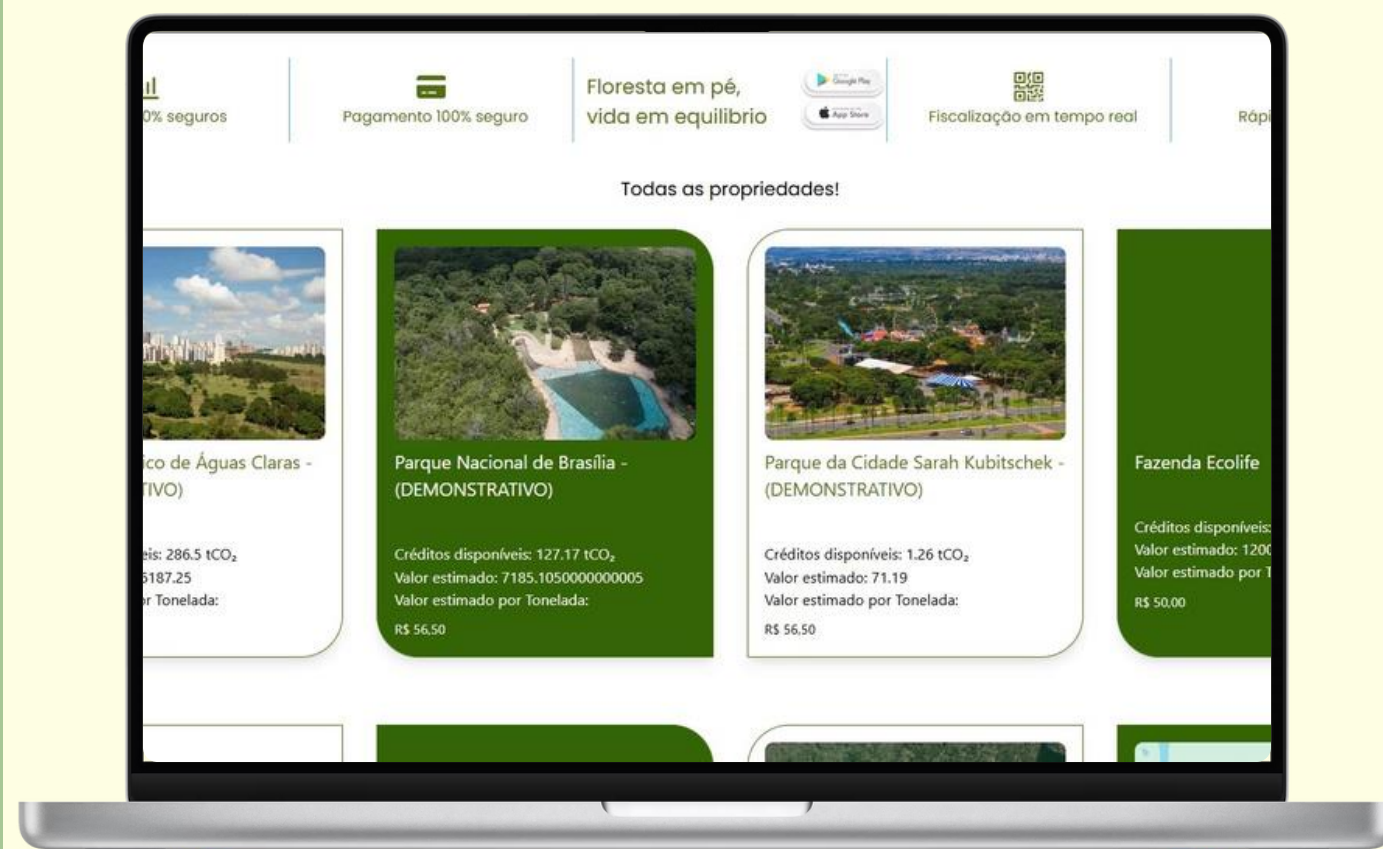 0% seguros
Pagamento 100% seguro
Floresta em pé,
vida em equilibrio
Google Play
App Store
Fiscalização em tempo real
Rápi
Todas as propriedades!
ico de Águas Claras -
TIVO)
eis: 286.5 tCO₂
6187.25
or Tonelada:
Parque Nacional de Brasília -
(DEMONSTRATIVO)
Créditos disponíveis: 127.17 tCO₂
Valor estimado: 7185.1050000000005
Valor estimado por Tonelada:
R$ 56,50
Parque da Cidade Sarah Kubitschek -
(DEMONSTRATIVO)
Créditos disponíveis: 1.26 tCO₂
Valor estimado: 71.19
Valor estimado por Tonelada:
R$ 56,50
Fazenda Ecolife
Créditos disponíveis:
Valor estimado: 1200
Valor estimado por T
R$ 50,00